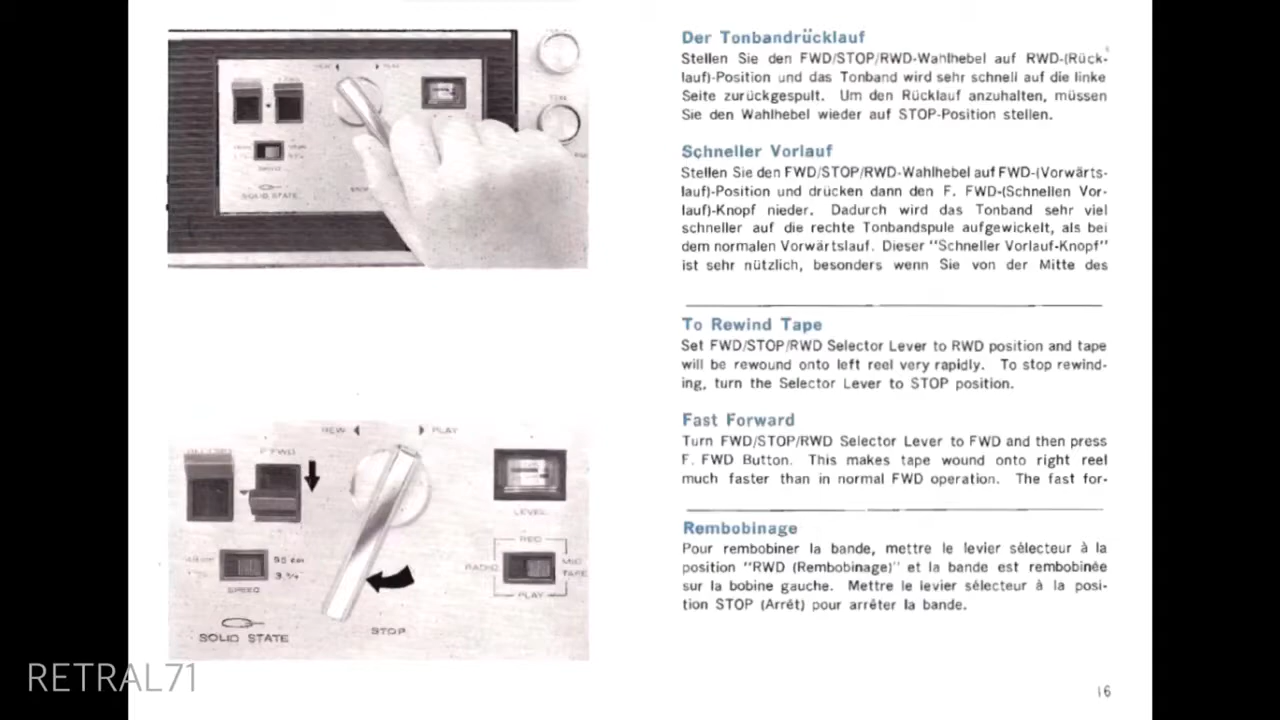 REW PLAY
SOLID STATE
REW PLAY
F.FWD
LEVEL
REC
RADIO MIC
TAPE
PLAY
4.8 cm 9.5 cm
3 3/4
SPEED
SOLID STATE
STOP
Der Tonbandrücklauf
Stellen Sie den FWD/STOP/RWD-Wahlhebel auf RWD-(Rück-
lauf)-Position und das Tonband wird sehr schnell auf die linke
Seite zurückgespult. Um den Rücklauf anzuhalten, müssen
Sie den Wahlhebel wieder auf STOP-Position stellen.
Schneller Vorlauf
Stellen Sie den FWD/STOP/RWD-Wahlhebel auf FWD-(Vorwärts-
lauf)-Position und drücken dann den F. FWD-(Schnellen Vor-
lauf)-Knopf nieder. Dadurch wird das Tonband sehr viel
schneller auf die rechte Tonbandspule aufgewickelt, als bei
dem normalen Vorwärtslauf. Dieser "Schneller Vorlauf-Knopf"
ist sehr nützlich, besonders wenn Sie von der Mitte des
To Rewind Tape
Set FWD/STOP/RWD Selector Lever to RWD position and tape
will be rewound onto left reel very rapidly. To stop rewind-
ing, turn the Selector Lever to STOP position.
Fast Forward
Turn FWD/STOP/RWD Selector Lever to FWD and then press
F. FWD Button. This makes tape wound onto right reel
much faster than in normal FWD operation. The fast for-
Rembobinage
Pour rembobiner la bande, mettre le levier sélecteur à la
position "RWD (Rembobinage)" et la bande est rembobinée
sur la bobine gauche. Mettre le levier sélecteur à la posi-
tion STOP (Arrêt) pour arrêter la bande.
16
RETRAL71